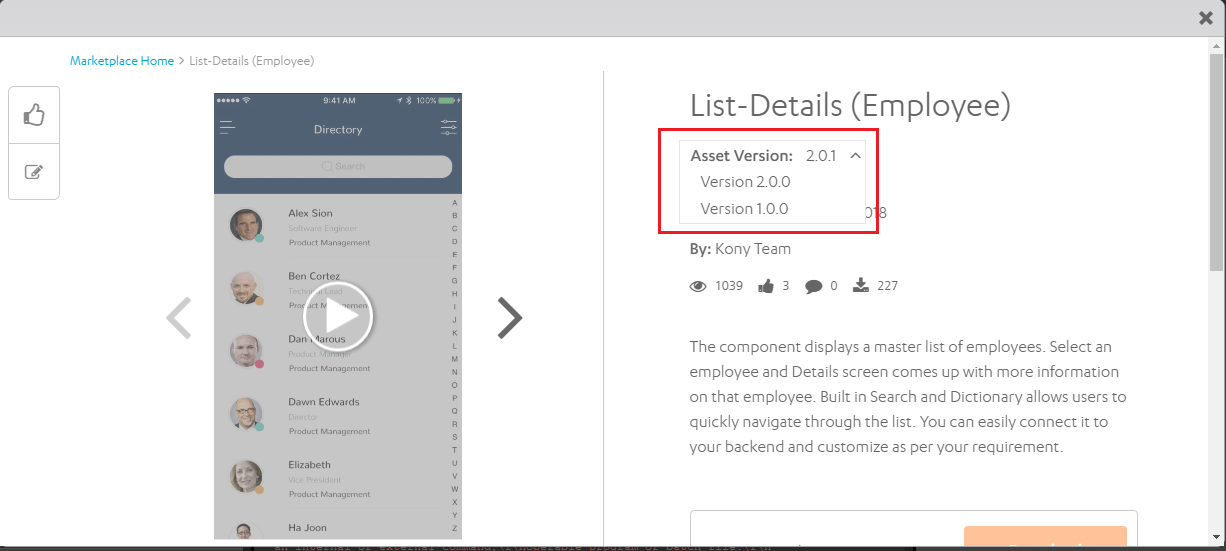 Marketplace Home > List-Details (Employee)
9:41 AM
100%
Directory
Search
Alex Sion
Software Engineer
Product Management
Ben Cortez
Technical Lead
Product Management
Dan Marous
Product Manager
Product Management
Dawn Edwards
Director
Product Management
Elizabeth
Vice President
Product Management
Ha Joon
A
B
C
D
E
F
G
H
I
J
K
L
M
N
O
P
Q
R
S
T
U
V
W
X
Y
Z
List-Details (Employee)
Asset Version: 2.0.1
Version 2.0.0
Version 1.0.0
018
By: Kony Team
1039 3 0 227
The component displays a master list of employees. Select an
employee and Details screen comes up with more information
on that employee. Built in Search and Dictionary allows users to
quickly navigate through the list. You can easily connect it to
your backend and customize as per your requirement.